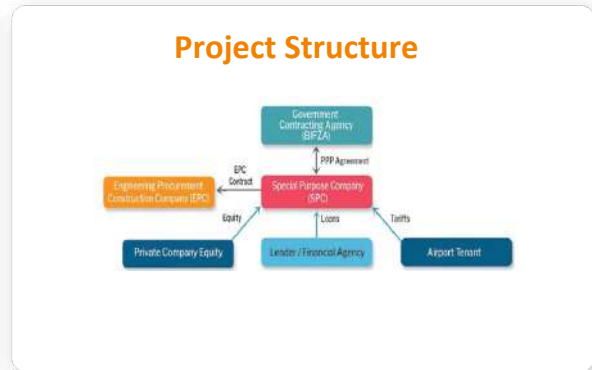 Project Structure
Government
Contracting Agency
(BIFZA)
PPP Agreement
EPC
Contract
Engineering Procurement
Construction Company (EPC)
Special Purpose Company
(SPC)
Equity
Loans
Tariffs
Private Company Equity
Lender / Financial Agency
Airport Tenant